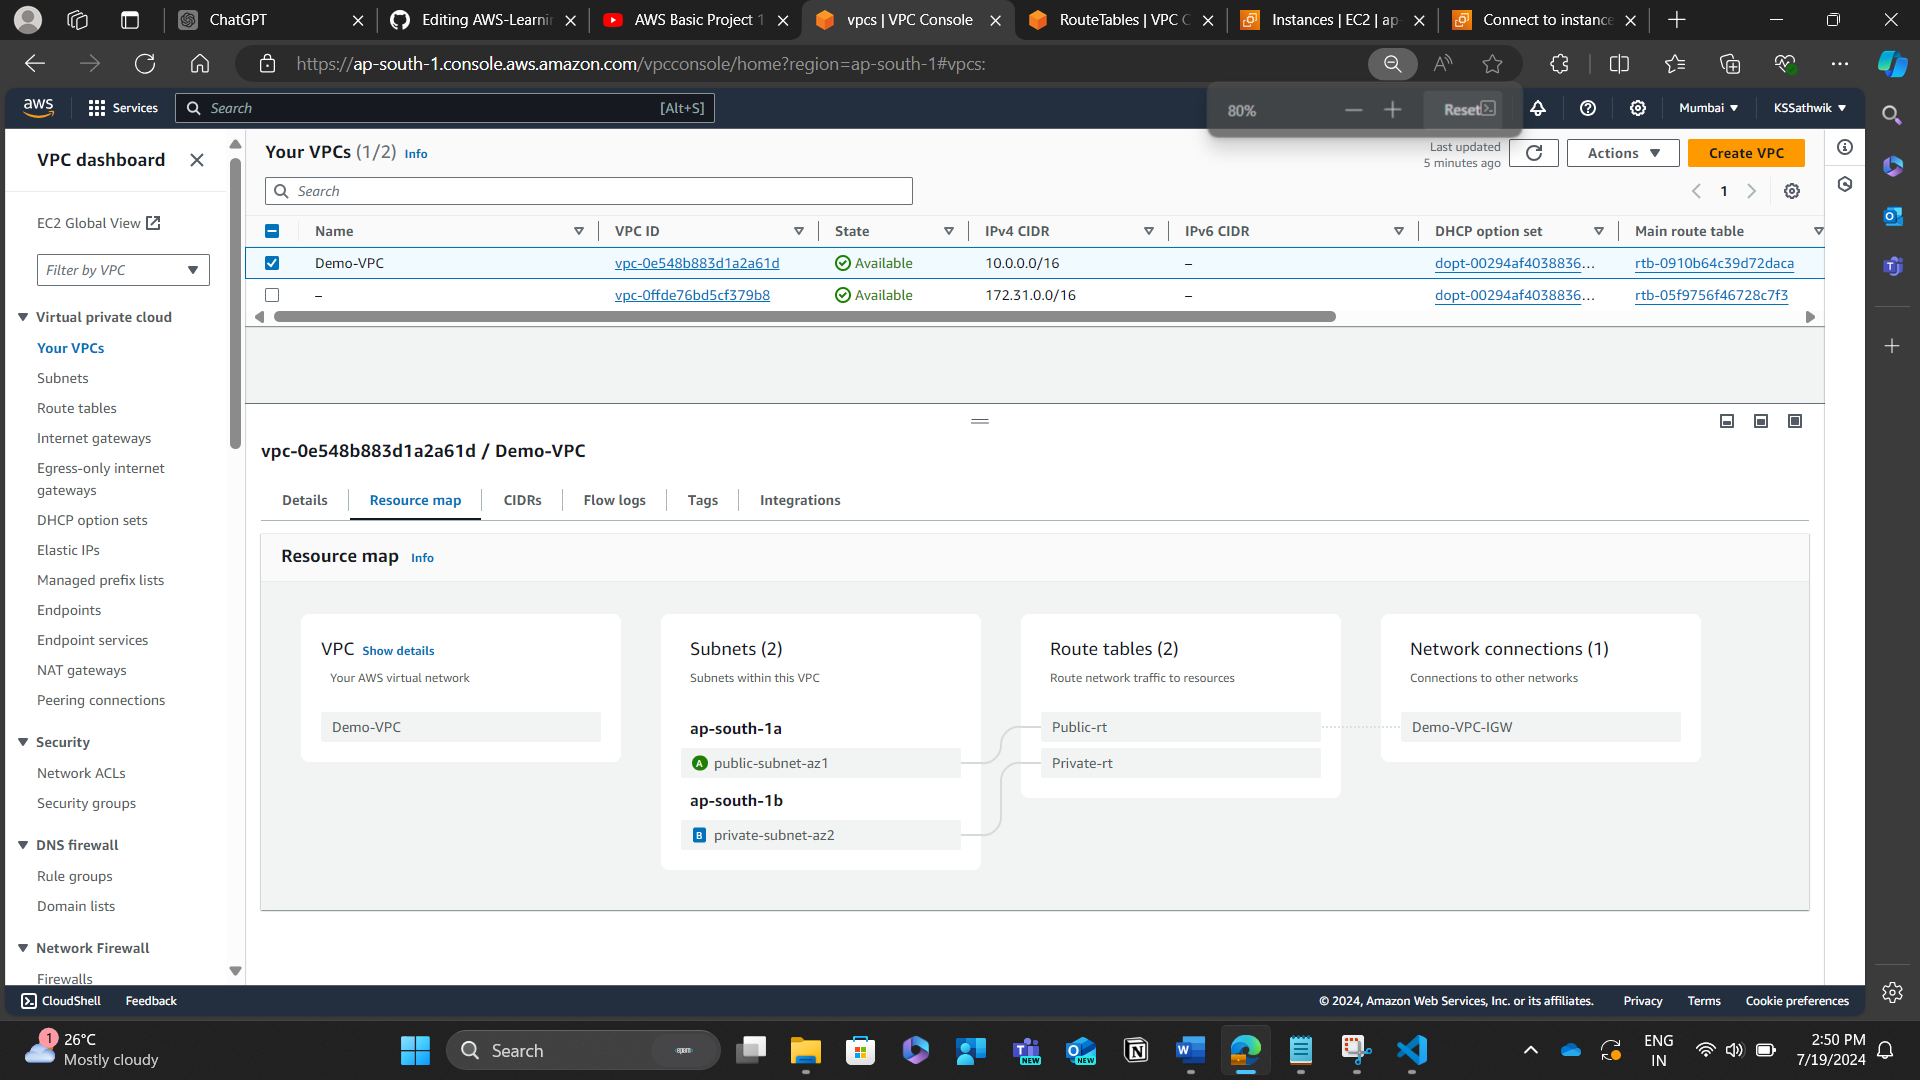 ChatGPT
Editing AWS-Learnin
AWS Basic Project 1
vpcs | VPC Console
RouteTables | VPC C
Instances | EC2 | ap-
Connect to instance
https://ap-south-1.console.aws.amazon.com/vpcconsole/home?region=ap-south-1#vpcs:
80%
Reset
aws
Services
Search
[Alt+S]
Mumbai
KSSathwik
VPC dashboard
EC2 Global View
Filter by VPC
Virtual private cloud
Your VPCs
Subnets
Route tables
Internet gateways
Egress-only internet
gateways
DHCP option sets
Elastic IPs
Managed prefix lists
Endpoints
Endpoint services
NAT gateways
Peering connections
Security
Network ACLs
Security groups
DNS firewall
Rule groups
Domain lists
Network Firewall
Firewalls
Your VPCs (1/2) Info
Last updated
5 minutes ago
Actions
Create VPC
Search
1
Name VPC ID State IPv4 CIDR IPv6 CIDR DHCP option set Main route table
Demo-VPC vpc-0e548b883d1a2a61d Available 10.0.0.0/16 – dopt-00294af4038836... rtb-0910b64c39d72daca
– vpc-0ffde76bd5cf379b8 Available 172.31.0.0/16 – dopt-00294af4038836... rtb-05f9756f46728c7f3
vpc-0e548b883d1a2a61d / Demo-VPC
Details
Resource map
CIDRs
Flow logs
Tags
Integrations
Resource map Info
VPC Show details
Your AWS virtual network
Demo-VPC
Subnets (2)
Subnets within this VPC
ap-south-1a
A public-subnet-az1
ap-south-1b
B private-subnet-az2
Route tables (2)
Route network traffic to resources
Public-rt
Private-rt
Network connections (1)
Connections to other networks
Demo-VPC-IGW
CloudShell
Feedback
© 2024, Amazon Web Services, Inc. or its affiliates.
Privacy
Terms
Cookie preferences
1
26°C
Mostly cloudy
Search
NEW
NEW
ENG
IN
2:50 PM
7/19/2024